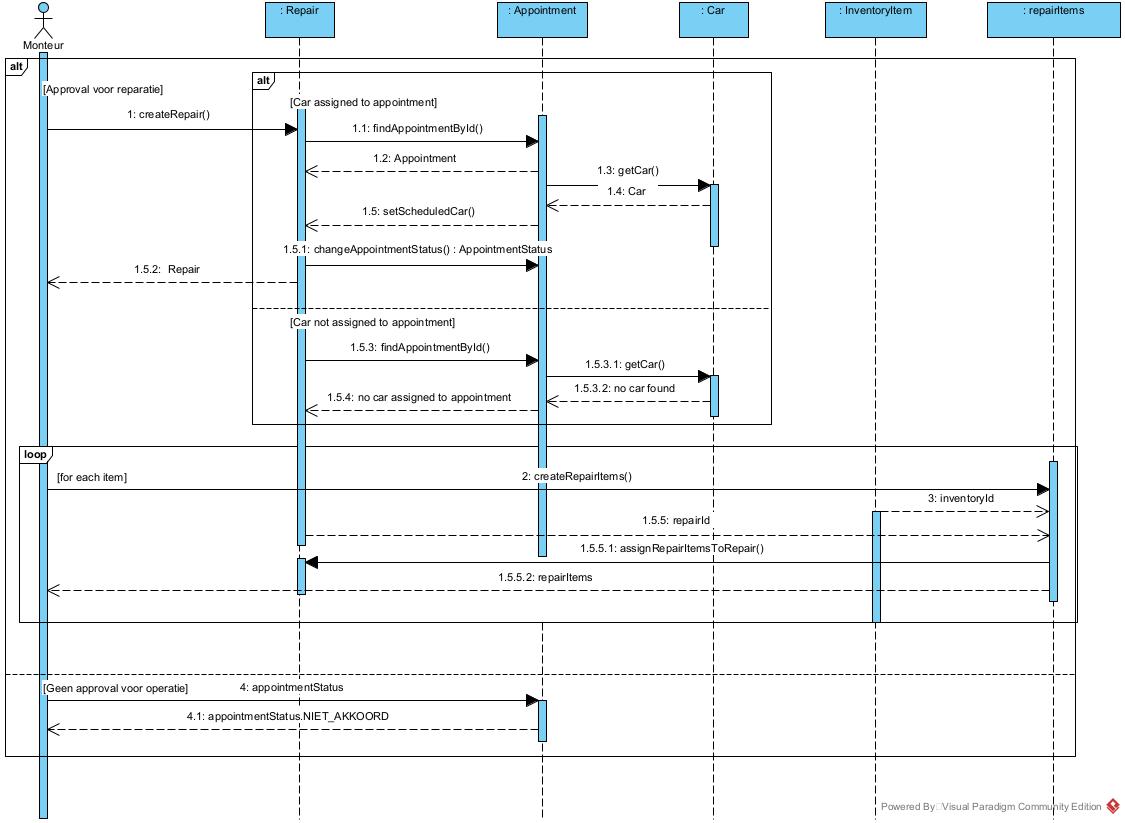 : Repair
: Appointment
: Car
: InventoryItem
: repairItems
Monteur
alt
[Approval voor reparatie]
alt
[Car assigned to appointment]
1: createRepair()
1.1: findAppointmentById()
1.2: Appointment
1.3: getCar()
1.4: Car
1.5: setScheduledCar()
1.5.1: changeAppointmentStatus() : AppointmentStatus
1.5.2: Repair
[Car not assigned to appointment]
1.5.3: findAppointmentById()
1.5.3.1: getCar()
1.5.3.2: no car found
1.5.4: no car assigned to appointment
loop
[for each item]
2: createRepairItems()
3: inventoryId
1.5.5: repairId
1.5.5.1: assignRepairItemsToRepair()
1.5.5.2: repairItems
[Geen approval voor operatie]
4: appointmentStatus
4.1: appointmentStatus.NIET_AKKOORD
Powered By Visual Paradigm Community Edition